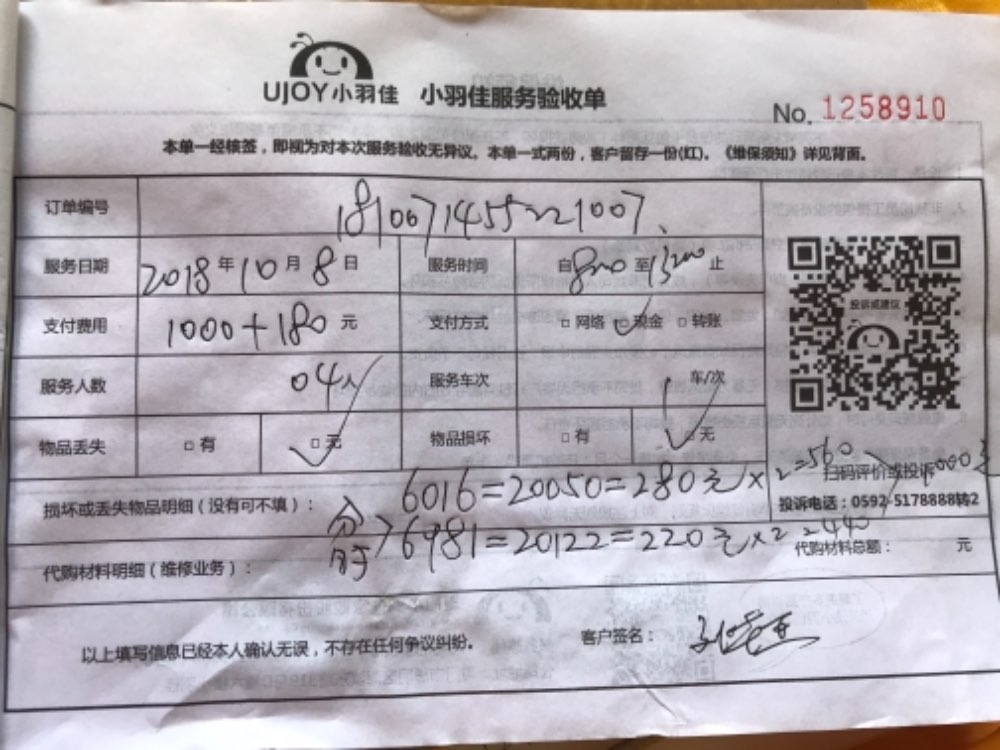 UJOY小羽佳 小羽佳服务验收单
No. 1258910
本单一经核签，即视为对本次服务验收无异议。本单一式两份，客户留存一份(红)。《维保须知》详见背面。
订单编号 181007145521007
服务日期 2018年10月8日 服务时间 自800至1300止
支付费用 1000+180元 支付方式 □网络 □现金 □转账
投诉或建议
服务人数 04人 服务车次 车/次
物品丢失 □有 □无 物品损坏 □有 □无
扫码评价或投诉
损坏或丢失物品明细（没有可不填）： 6016=20050=280元×2=560
投诉电话：0592-5178888转2
6981=20122=220元×2=440
代购材料明细（维修业务）： 代购材料总额： 元
以上填写信息已经本人确认无误，不存在任何争议纠纷。 客户签名：